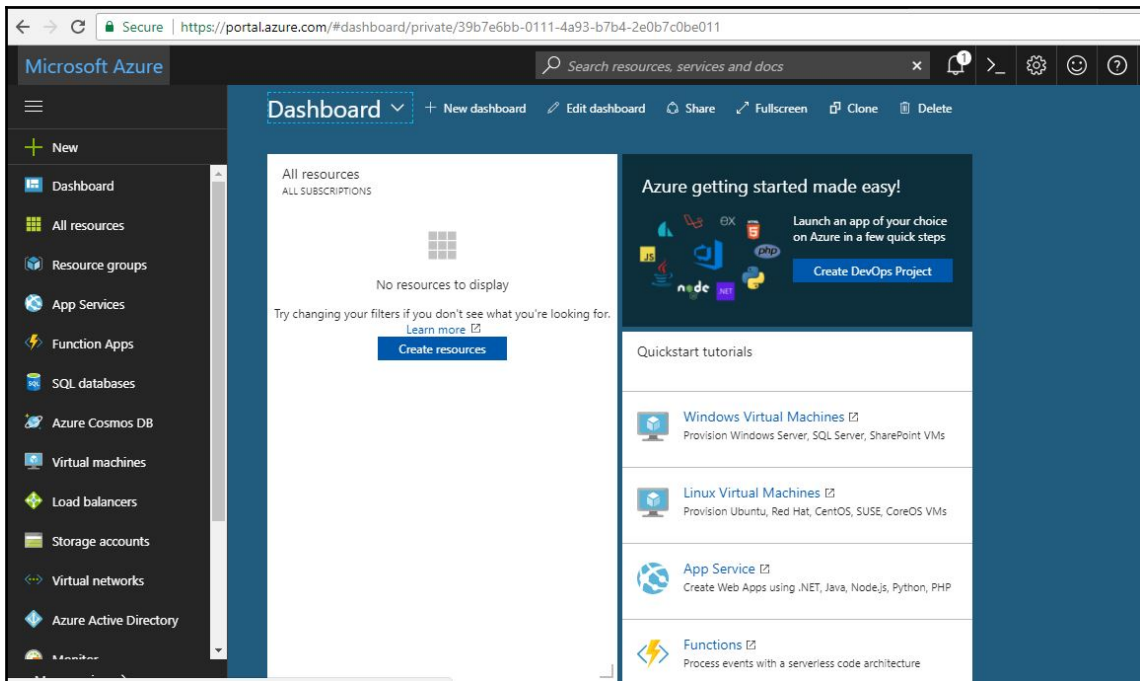 Secure | https://portal.azure.com/#dashboard/private/39b7e6bb-0111-4a93-b7b4-2e0b7c0be011
Microsoft Azure
Search resources, services and docs
1
Dashboard
+ New dashboard
Edit dashboard
Share
Fullscreen
Clone
Delete
New
Dashboard
All resources
Resource groups
App Services
Function Apps
SQL databases
Azure Cosmos DB
Virtual machines
Load balancers
Storage accounts
Virtual networks
Azure Active Directory
Monitor
All resources
ALL SUBSCRIPTIONS
No resources to display
Try changing your filters if you don't see what you're looking for.
Learn more
Create resources
Azure getting started made easy!
Launch an app of your choice
on Azure in a few quick steps
Create DevOps Project
ex
JS
php
node
.NET
Quickstart tutorials
Windows Virtual Machines
Provision Windows Server, SQL Server, SharePoint VMs
Linux Virtual Machines
Provision Ubuntu, Red Hat, CentOS, SUSE, CoreOS VMs
App Service
Create Web Apps using .NET, Java, Node.js, Python, PHP
Functions
Process events with a serverless code architecture